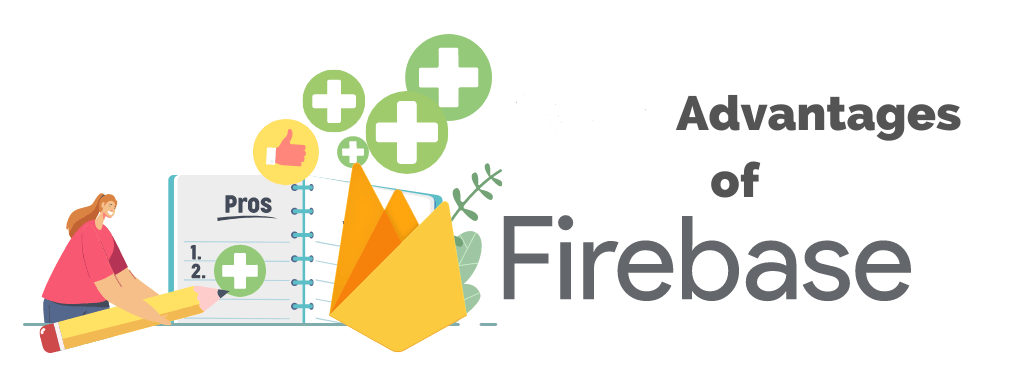 Pros
1.
2.
Advantages
of
Firebase